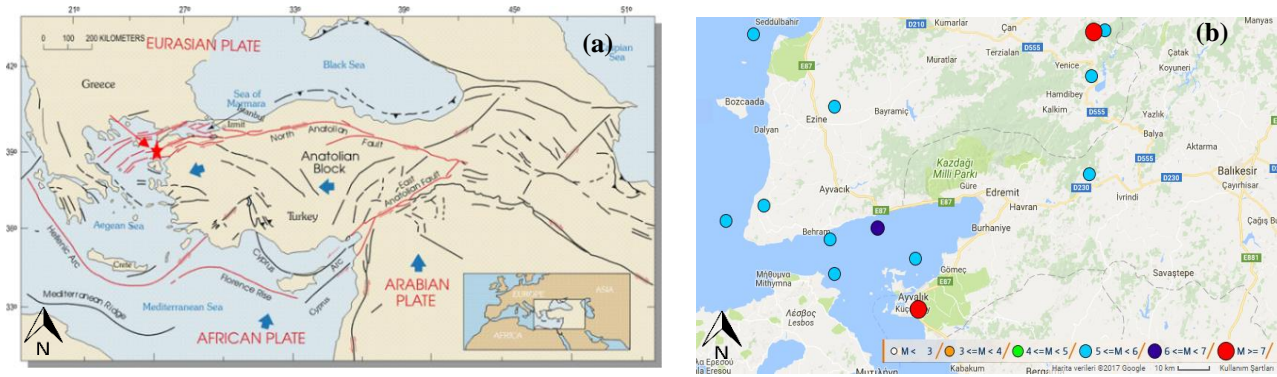 21°
27°
33°
39°
45°
51°
0 100 200 KILOMETERS
EURASIAN PLATE
(a)
Caspian
Sea
Black Sea
42°
Greece
Sea of
Marmara
Istanbul
Izmit
North
Anatolian
Fault
39°
Anatolian
Block
East
Anatolian Fault
Turkey
Aegean Sea
36°
Hellenic Arc
Crete
Cyprus
Arc
Florence Rise
Cyprus
ARABIAN
PLATE
33°
Mediterranean Ridge
Mediterranean Sea
AFRICAN PLATE
EUROPE
ASIA
AFRICA
N
(b)
Seddülbahir
D210
Kumarlar
Çan
Manyas
Terzialan
D555
Çatak
Koyuneri
E87
Muratlar
Yenice
Hamdibey
Bozcaada
Bayramiç
Kalkım
Yazlık
Ezine
D555
Balya
Dalyan
Aktarma
Kazdağı
Milli Parkı
D555
Balıkesir
Ayvacık
Güre
Edremit
D230
D230
Çayırhisar
E87
Havran
İvrindi
Behram
Burhaniye
Çağış
E881
Μήθυμνα
Mithymna
Gömeç
Savaştepe
E87
Ayvalık
Λέσβος
Lesbos
N
Μυτιλήνη
Kabakum
Bergama
M < 3 / 3 <=M < 4 / 4 <=M < 5 / 5 <=M < 6 / 6 <=M < 7 / M >= 7
Harita verileri ©2017 Google 10 km Kullanım Şartları